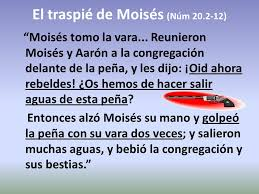 El traspié de Moisés (Núm 20.2-12)
“Moisés tomo la vara... Reunieron
Moisés y Aarón a la congregación
delante de la peña, y les dijo: ¡Oid ahora
rebeldes! ¿Os hemos de hacer salir
aguas de esta peña?
Entonces alzó Moisés su mano y golpeó
la peña con su vara dos veces; y salieron
muchas aguas, y bebió la congregación y
sus bestias.”